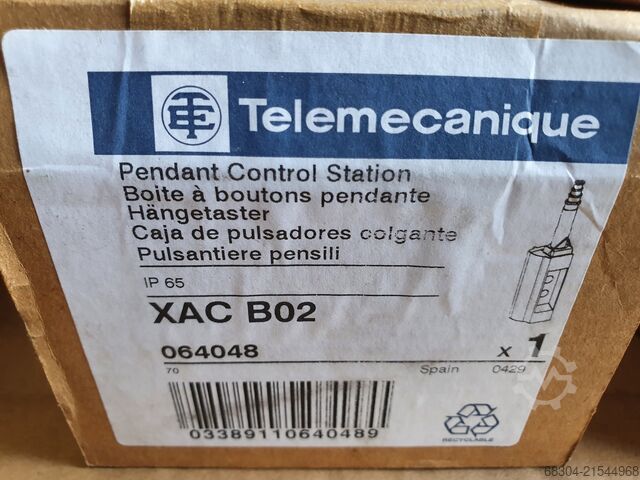 TE Telemecanique
Pendant Control Station
Boite à boutons pendante
Hängetaster
Caja de pulsadores colgante
Pulsantiere pensili
IP 65
XAC B02
064048 x 1
70 Spain 0429
03389110640489
RECYCLABLE
68304-21544968